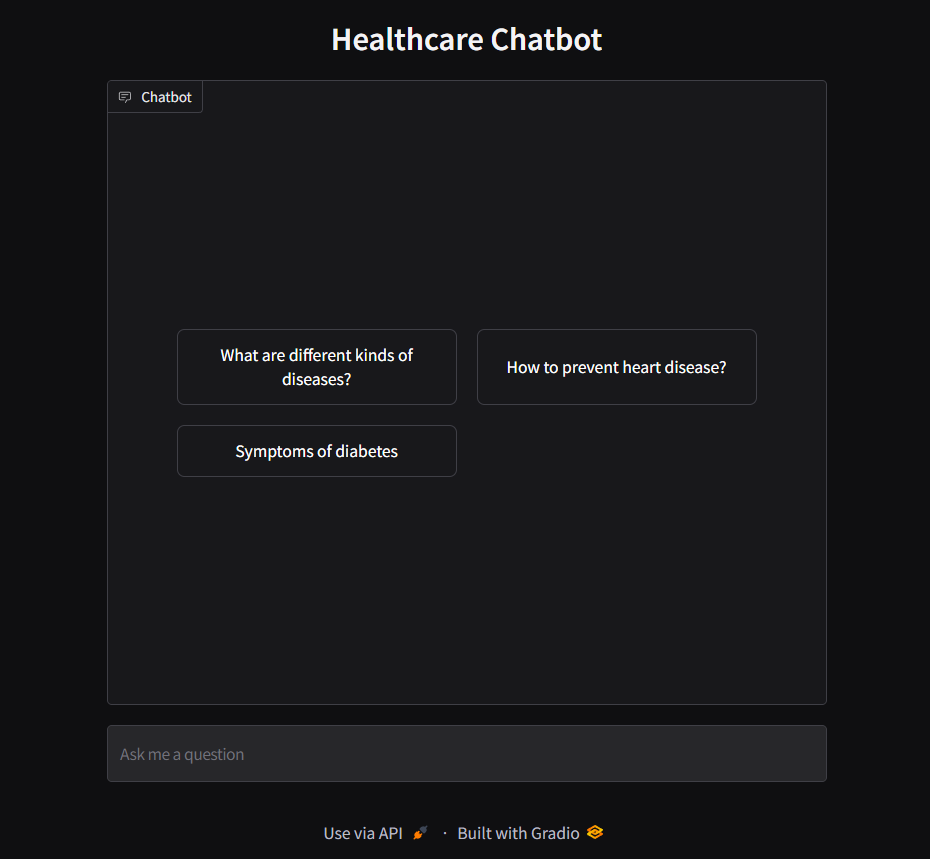 Healthcare Chatbot
Chatbot
What are different kinds of
diseases?
How to prevent heart disease?
Symptoms of diabetes
Ask me a question
Use via API · Built with Gradio